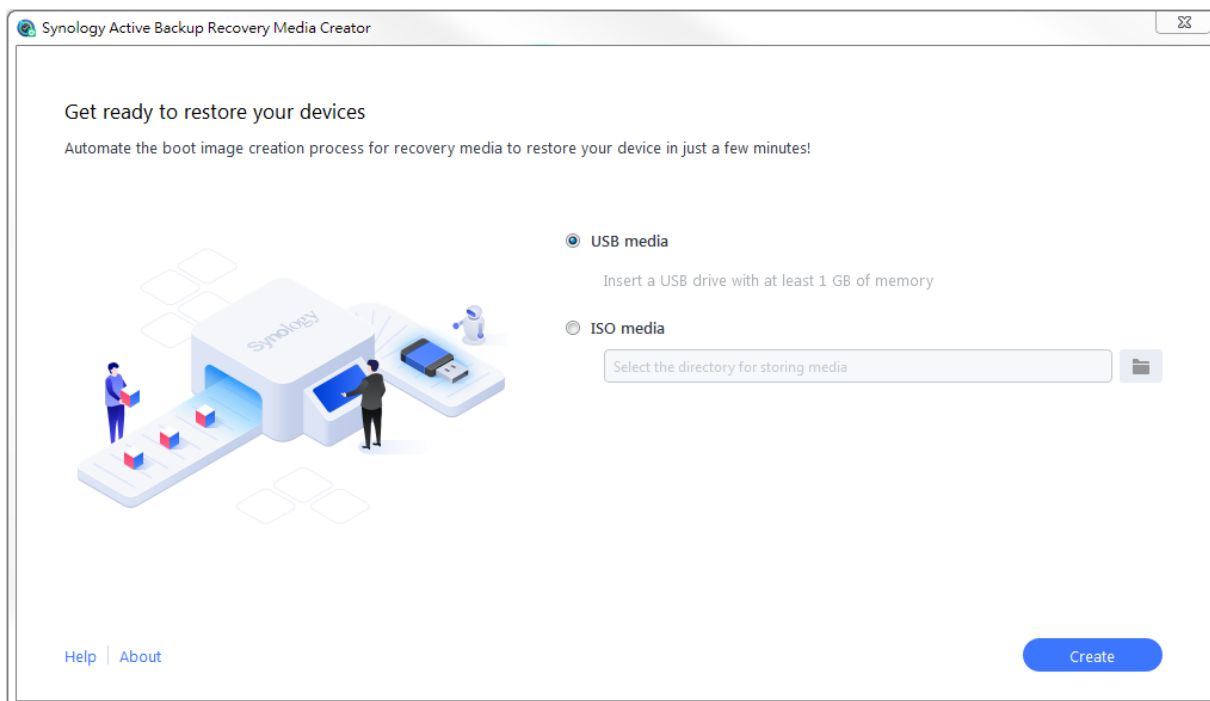 Synology Active Backup Recovery Media Creator
Get ready to restore your devices
Automate the boot image creation process for recovery media to restore your device in just a few minutes!
Synology
USB media
Insert a USB drive with at least 1 GB of memory
ISO media
Select the directory for storing media
Help
About
Create